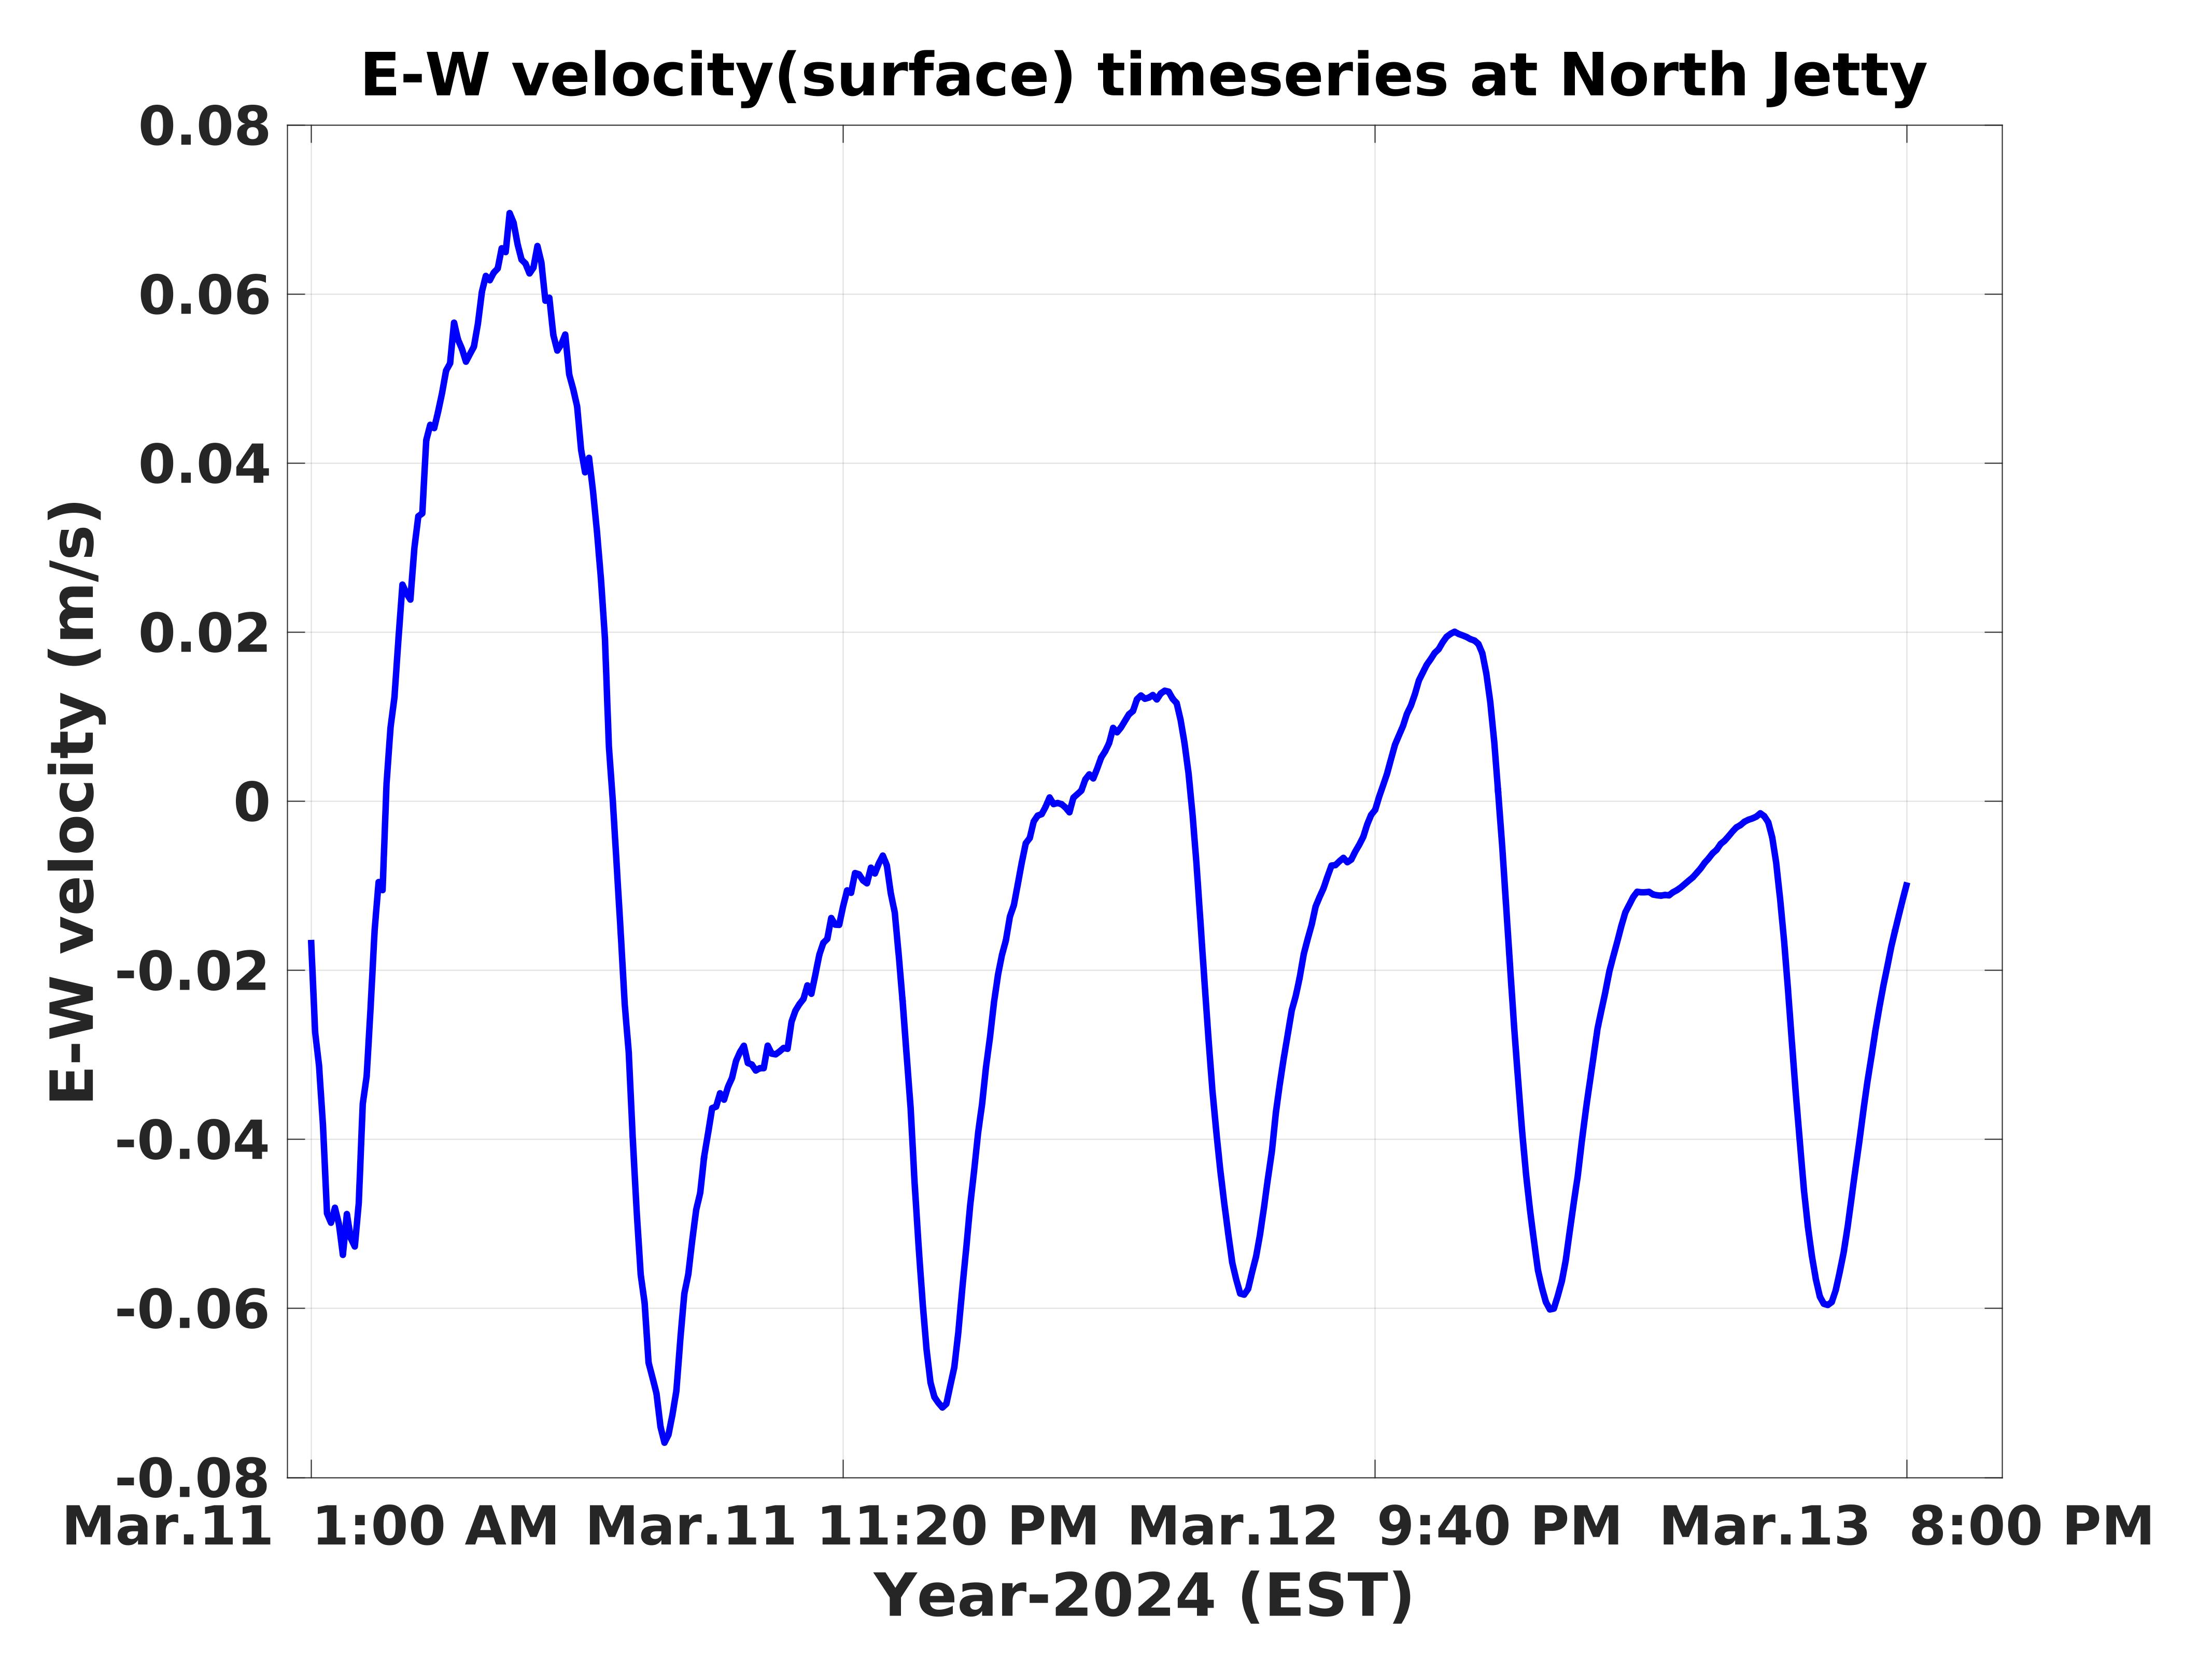 E-W velocity(surface) timeseries at North Jetty
0.08
0.06
0.04
0.02
0
-0.02
-0.04
-0.06
-0.08
E-W velocity (m/s)
Mar.11 1:00 AM Mar.11 11:20 PM Mar.12 9:40 PM Mar.13 8:00 PM
Year-2024 (EST)